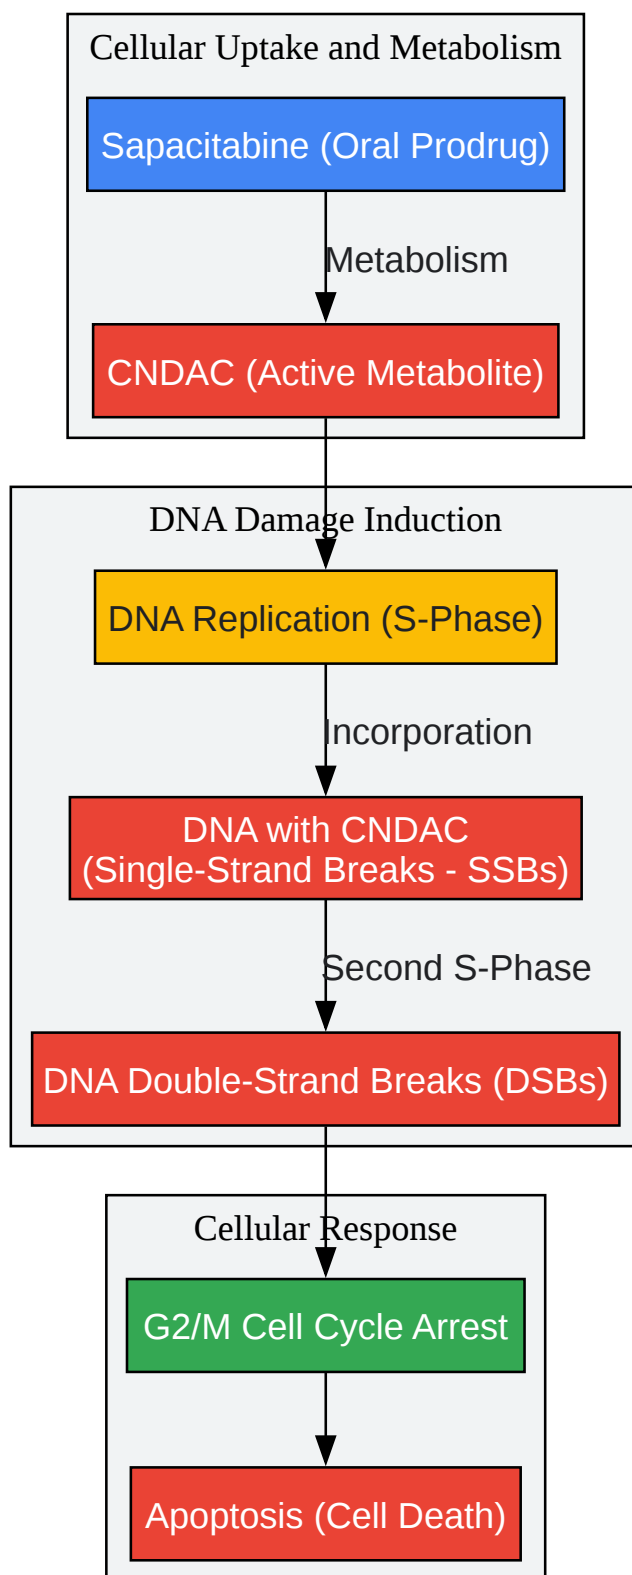 Cellular Uptake and Metabolism
Sapacitabine (Oral Prodrug)
Metabolism
CNDAC (Active Metabolite)
DNA Damage Induction
DNA Replication (S-Phase)
Incorporation
DNA with CNDAC
(Single-Strand Breaks - SSBs)
Second S-Phase
DNA Double-Strand Breaks (DSBs)
Cellular Response
G2/M Cell Cycle Arrest
Apoptosis (Cell Death)